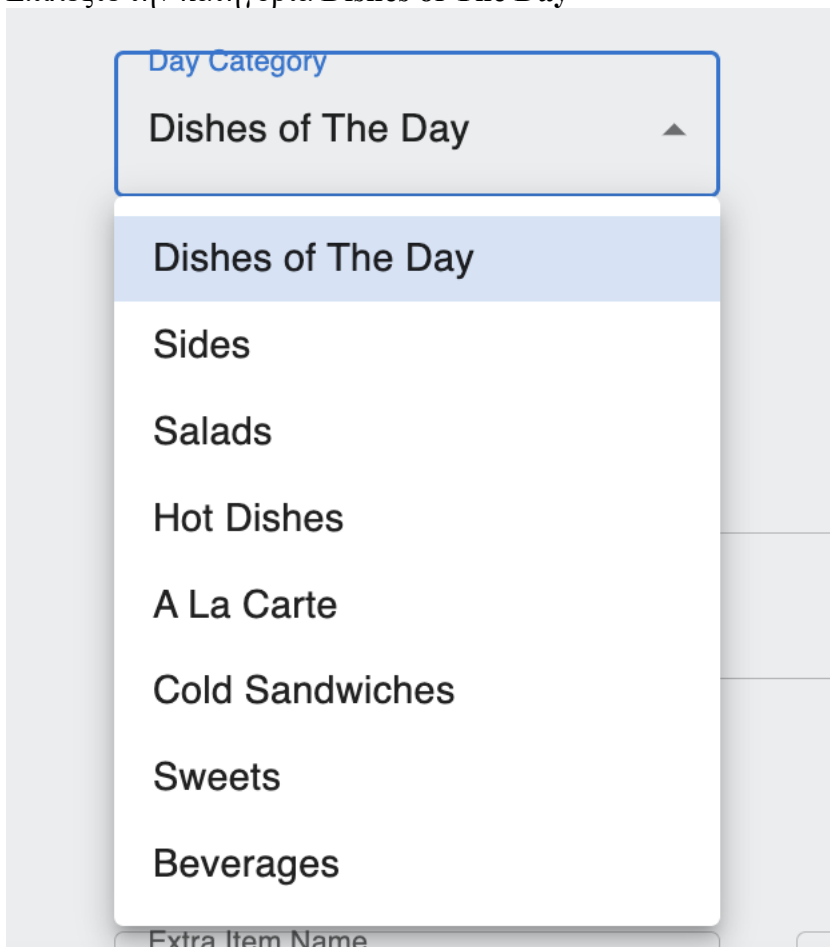 Day Category
Dishes of The Day
Dishes of The Day
Sides
Salads
Hot Dishes
A La Carte
Cold Sandwiches
Sweets
Beverages
Extra Item Name